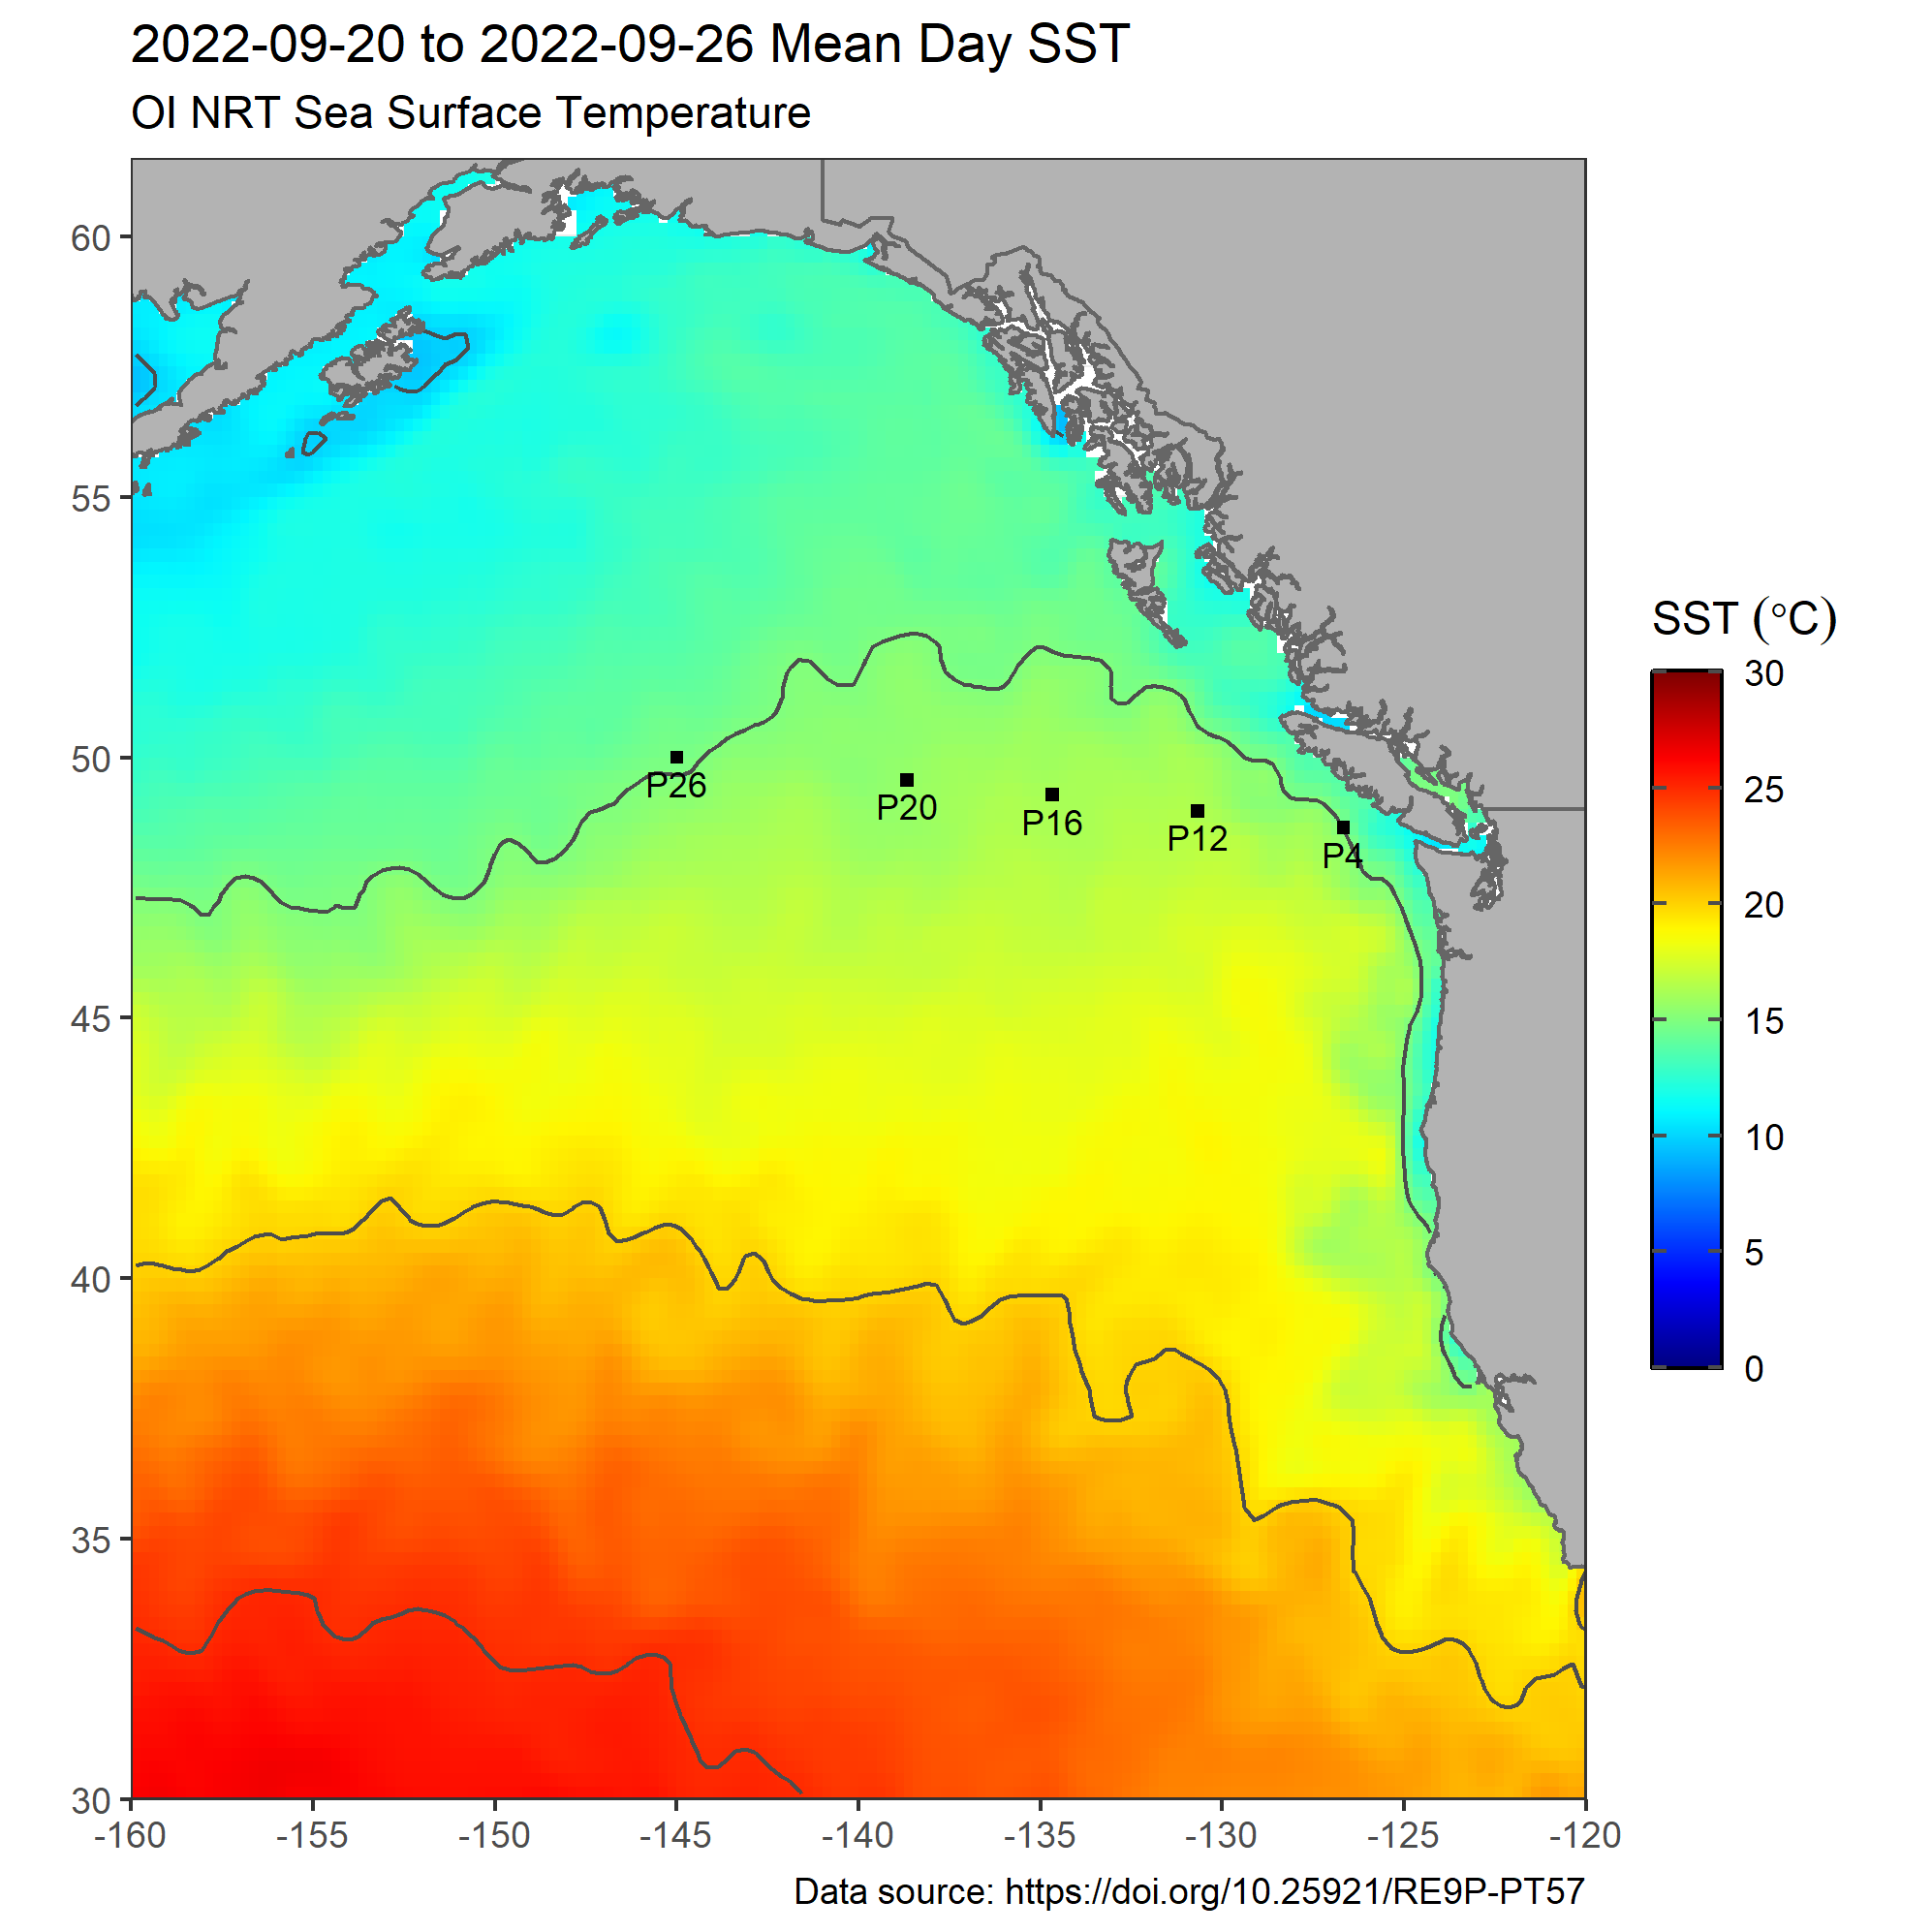 2022-09-20 to 2022-09-26 Mean Day SST
OI NRT Sea Surface Temperature
60
55
50
45
40
35
30
-160
-155
-150
-145
-140
-135
-130
-125
-120
P26
P20
P16
P12
P4
SST (°C)
30
25
20
15
10
5
0
Data source: https://doi.org/10.25921/RE9P-PT57